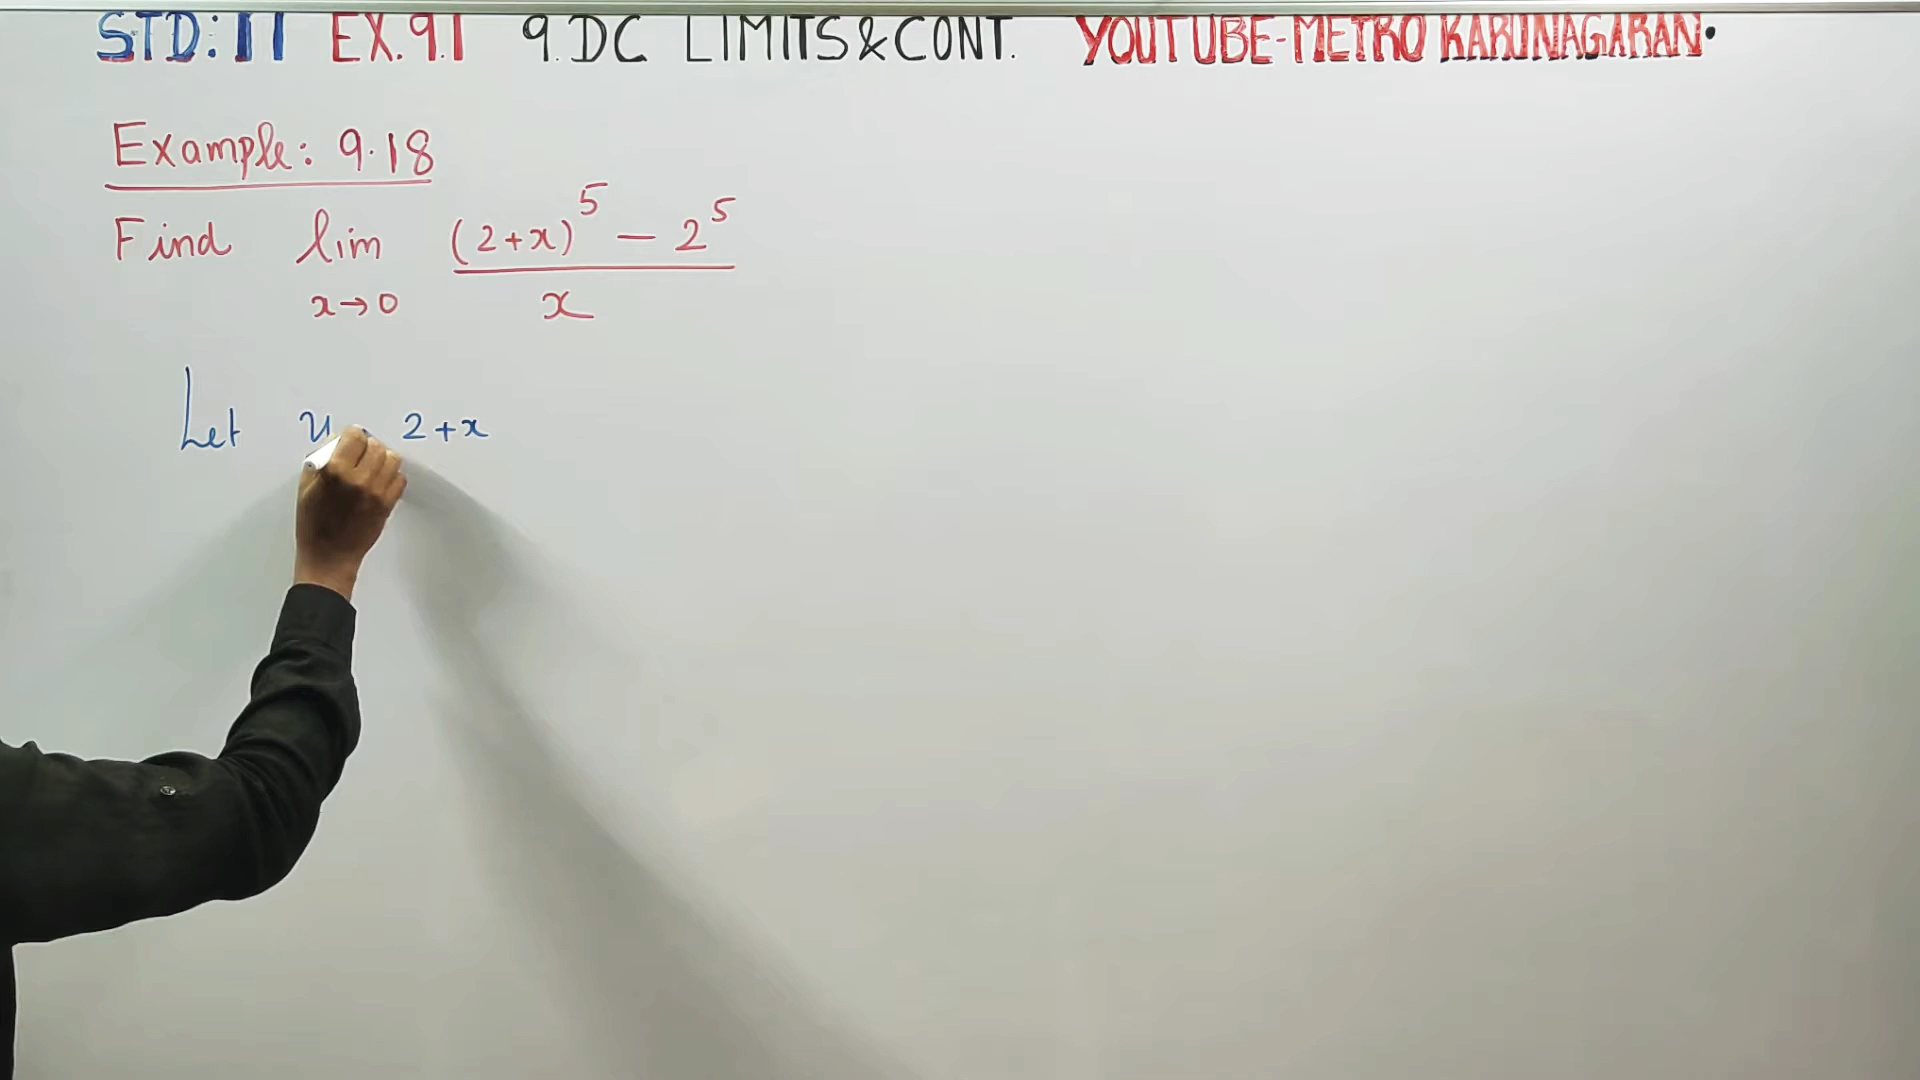 STD: 11 EX. 9.1 9. DC LIMITS & CONT. YOUTUBE-METRO KARUNAGARAN.
Example: 9.18
Find lim (2+x)^5 - 2^5
x→0 x
Let y = 2+x